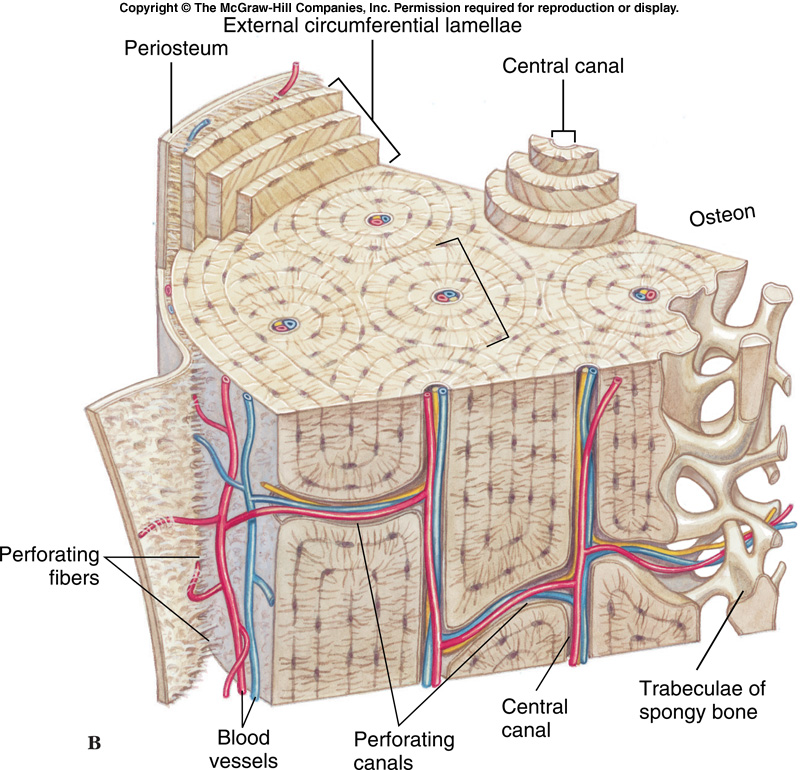 Copyright © The McGraw-Hill Companies, Inc. Permission required for reproduction or display.
External circumferential lamellae
Periosteum
Central canal
Osteon
Perforating
fibers
Trabeculae of
spongy bone
Central
canal
Blood
vessels
Perforating
canals
B